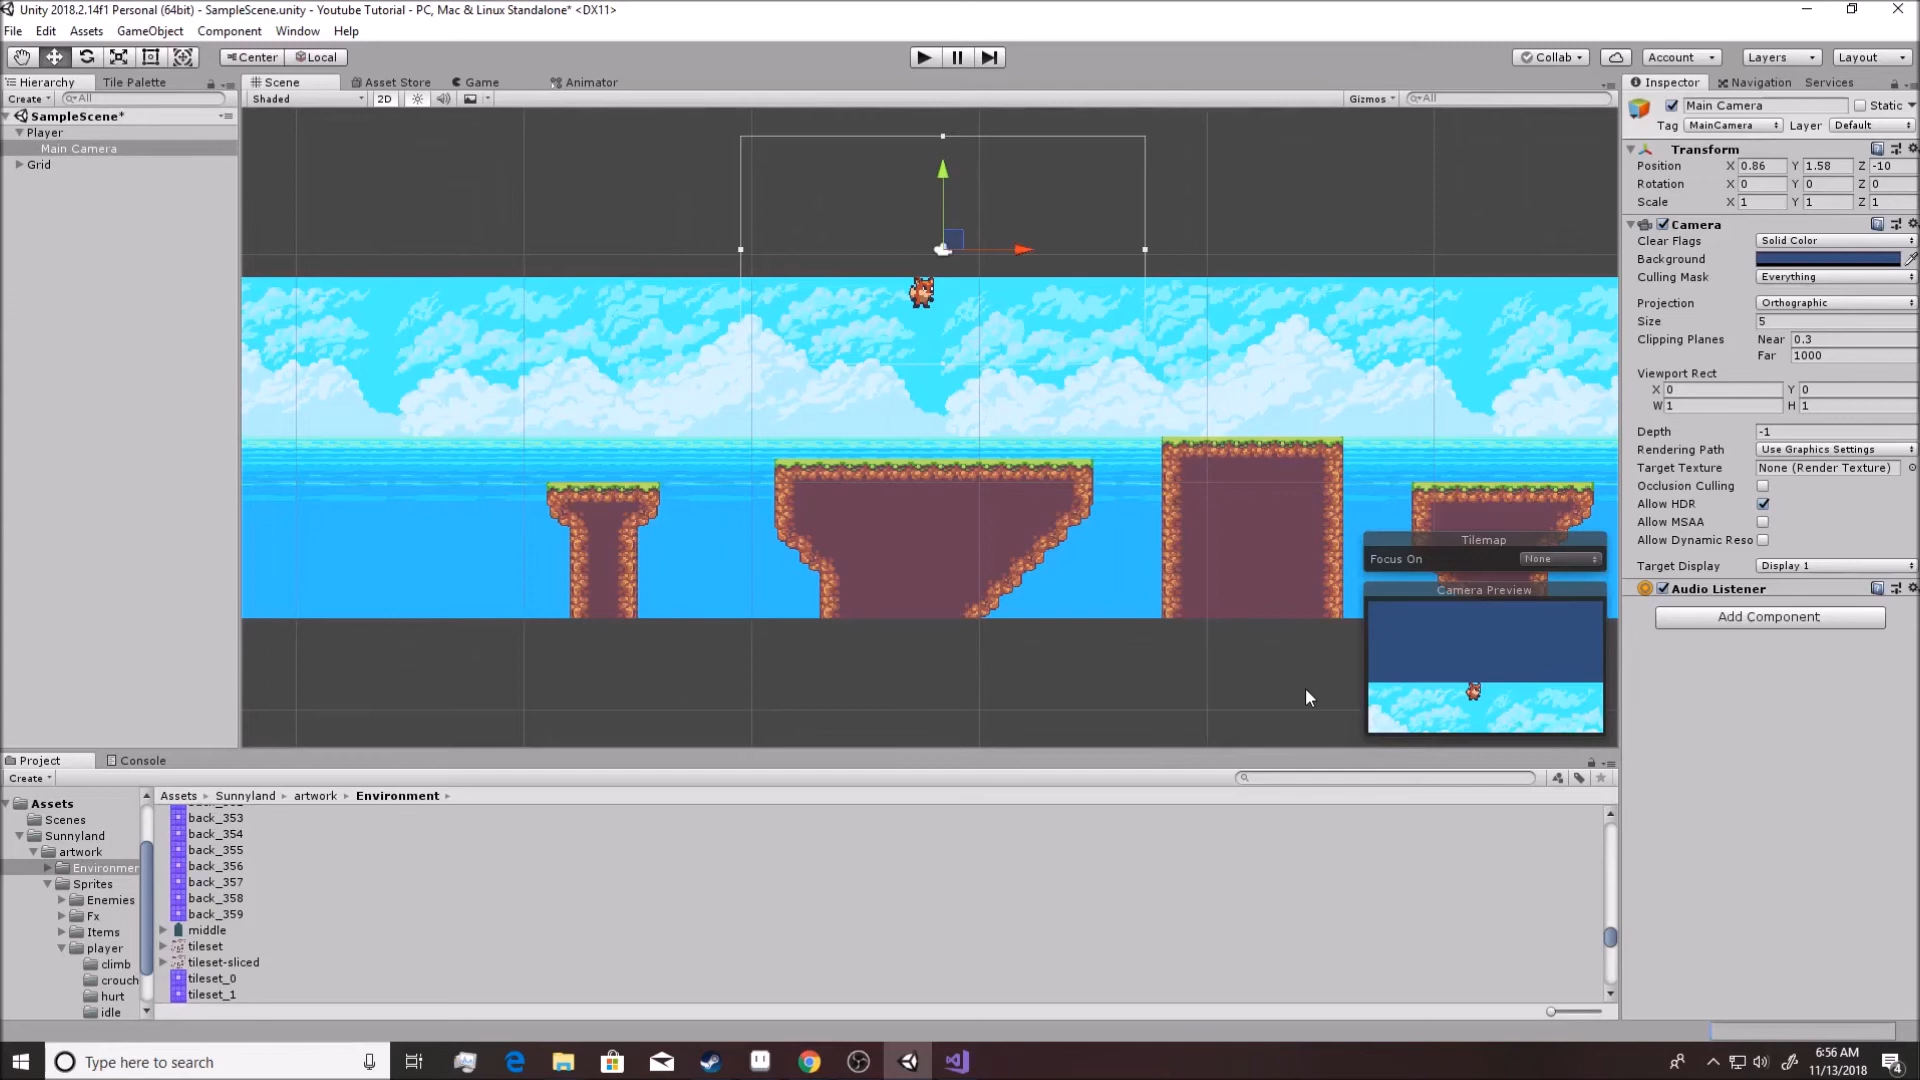 Unity 2018.2.14f1 Personal (64bit) - SampleScene.unity - Youtube Tutorial - PC, Mac & Linux Standalone* <DX11>
File Edit Assets GameObject Component Window Help
Center Local Collab Account Layers Layout
Hierarchy Tile Palette Scene Asset Store Game Animator Inspector Navigation Services
Create All Shaded 2D Gizmos All
SampleScene*
Player
Main Camera
Grid
Main Camera Static
Tag MainCamera Layer Default
Transform
Position X 0.86 Y 1.58 Z -10
Rotation X 0 Y 0 Z 0
Scale X 1 Y 1 Z 1
Camera
Clear Flags Solid Color
Background
Culling Mask Everything
Projection Orthographic
Size 5
Clipping Planes Near 0.3
Far 1000
Viewport Rect
X 0 Y 0
W 1 H 1
Depth -1
Rendering Path Use Graphics Settings
Target Texture None (Render Texture)
Occlusion Culling
Allow HDR
Allow MSAA
Allow Dynamic Reso
Target Display Display 1
Audio Listener
Add Component
Tilemap
Focus On None
Camera Preview
Project Console
Create
Assets
Scenes
Sunnyland
artwork
Environmer
Sprites
Enemies
Fx
Items
player
climb
crouch
hurt
idle
Assets Sunnyland artwork Environment
back_353
back_354
back_355
back_356
back_357
back_358
back_359
middle
tileset
tileset-sliced
tileset_0
tileset_1
Type here to search
6:56 AM
11/13/2018
4